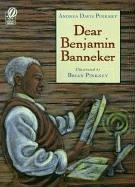 ANDREA DAVIS PINKNEY
Dear
Benjamin Banneker
Illustrated by
BRIAN PINKNEY